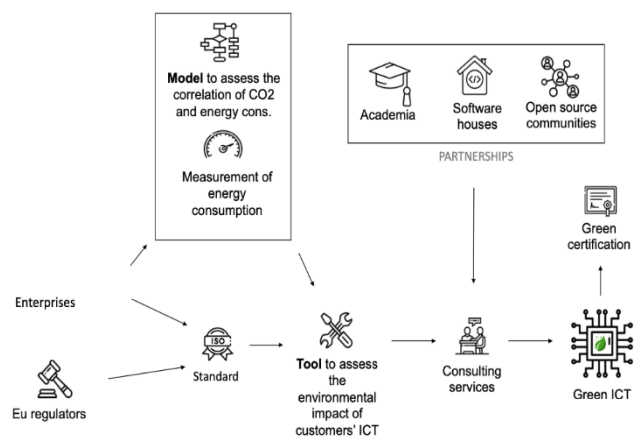 Model to assess the
correlation of CO2
and energy cons.
Measurement of
energy
consumption
Academia
Software
houses
Open source
communities
PARTNERSHIPS
Green
certification
Enterprises
ISO
Standard
Eu regulators
Tool to assess
the
environmental
impact of
customers' ICT
Consulting
services
Green ICT